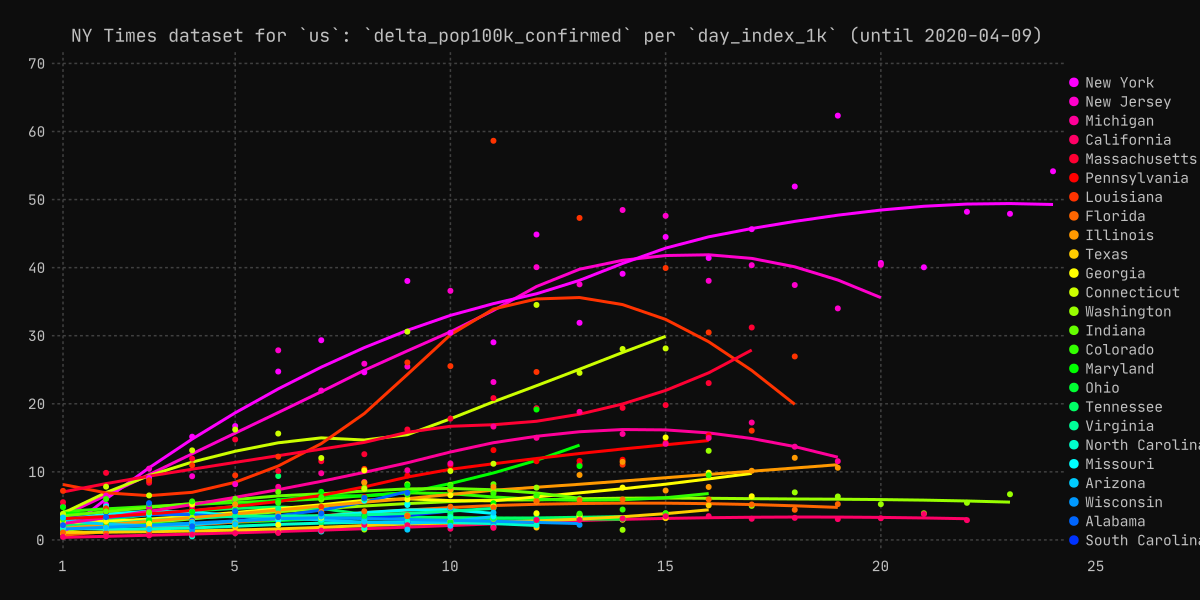 NY Times dataset for `us`: `delta_pop100k_confirmed` per `day_index_1k` (until 2020-04-09)
70
60
50
40
30
20
10
0
1
5
10
15
20
25
New York
New Jersey
Michigan
California
Massachusetts
Pennsylvania
Louisiana
Florida
Illinois
Texas
Georgia
Connecticut
Washington
Indiana
Colorado
Maryland
Ohio
Tennessee
Virginia
North Carolina
Missouri
Arizona
Wisconsin
Alabama
South Carolina